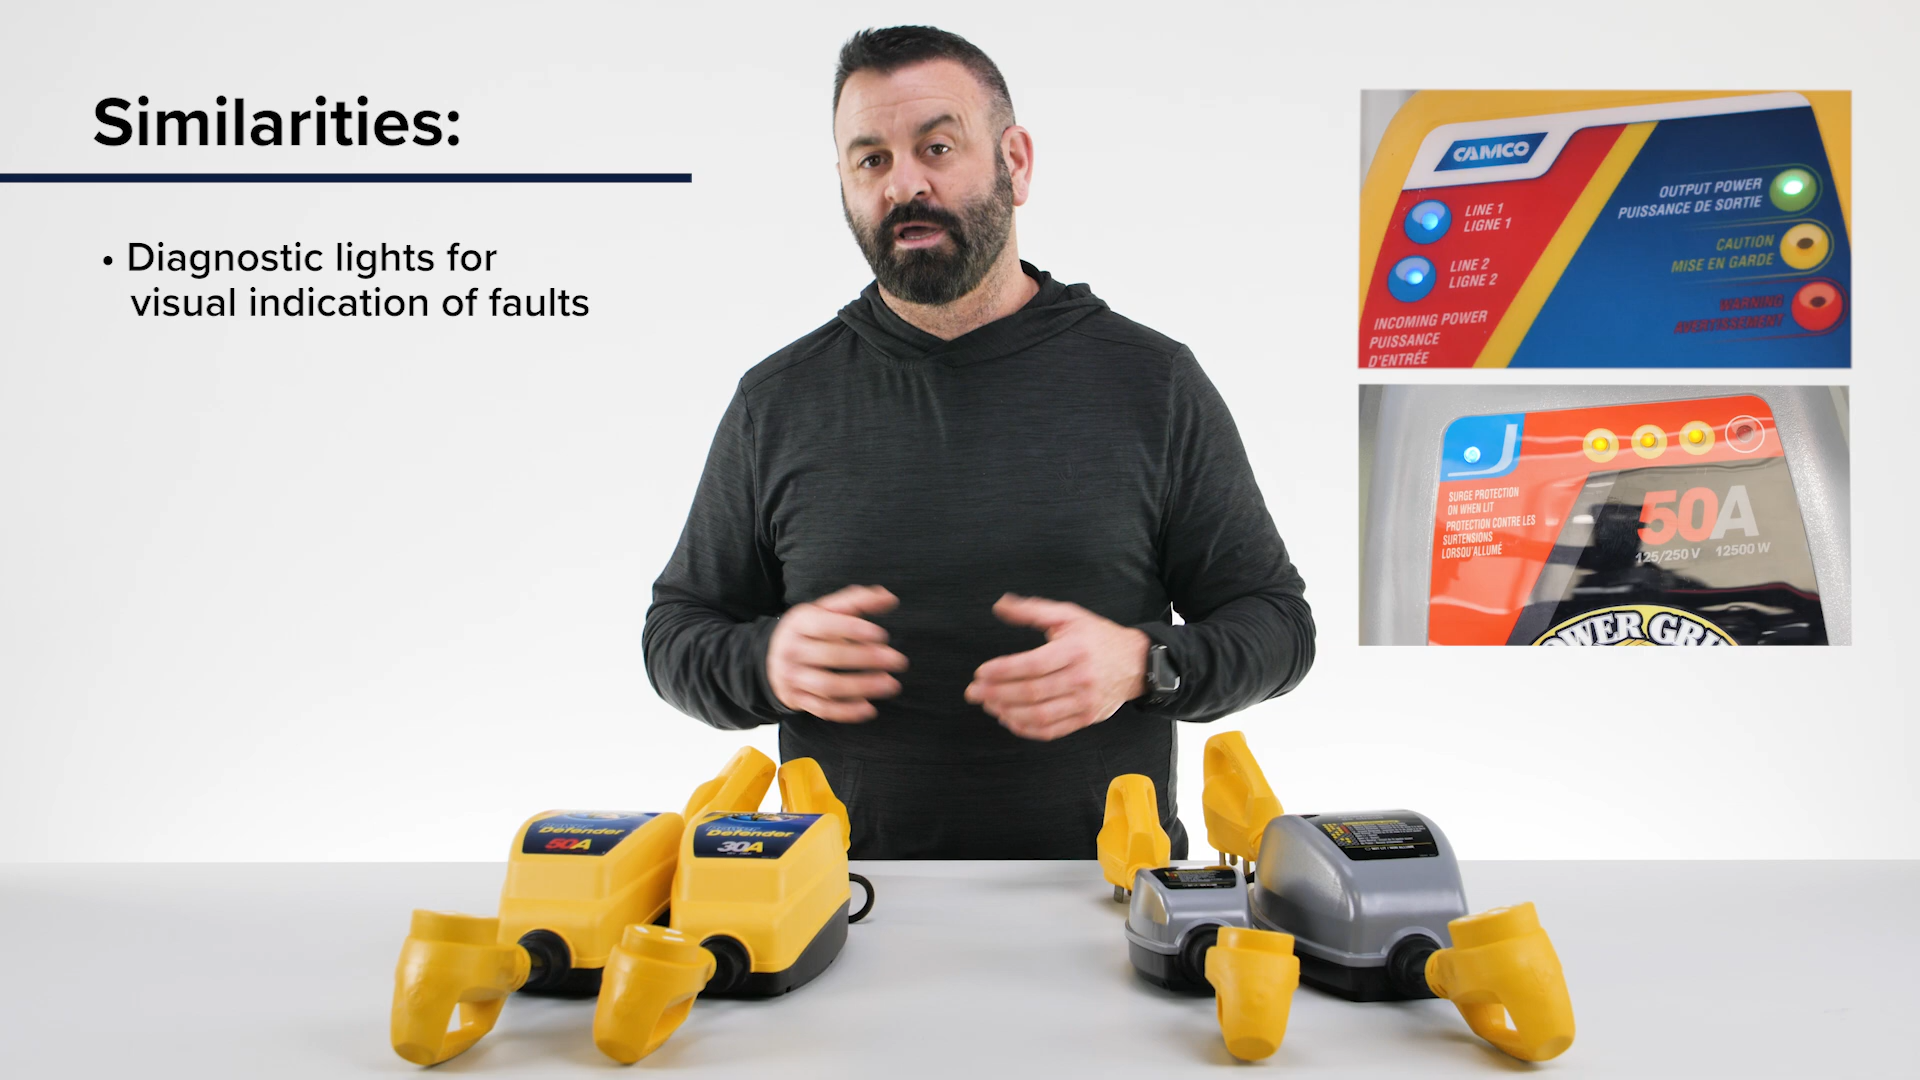 Similarities:
• Diagnostic lights for
visual indication of faults
CAMCO
LINE 1
LIGNE 1
LINE 2
LIGNE 2
INCOMING POWER
PUISSANCE
D'ENTRÉE
OUTPUT POWER
PUISSANCE DE SORTIE
CAUTION
MISE EN GARDE
WARNING
AVERTISSEMENT
SURGE PROTECTION
ON WHEN LIT
PROTECTION CONTRE LES
SURTENSIONS
LORSQU'ALLUMÉ
50A
125/250 V 12500 W
Defender
50A
Defender
30A